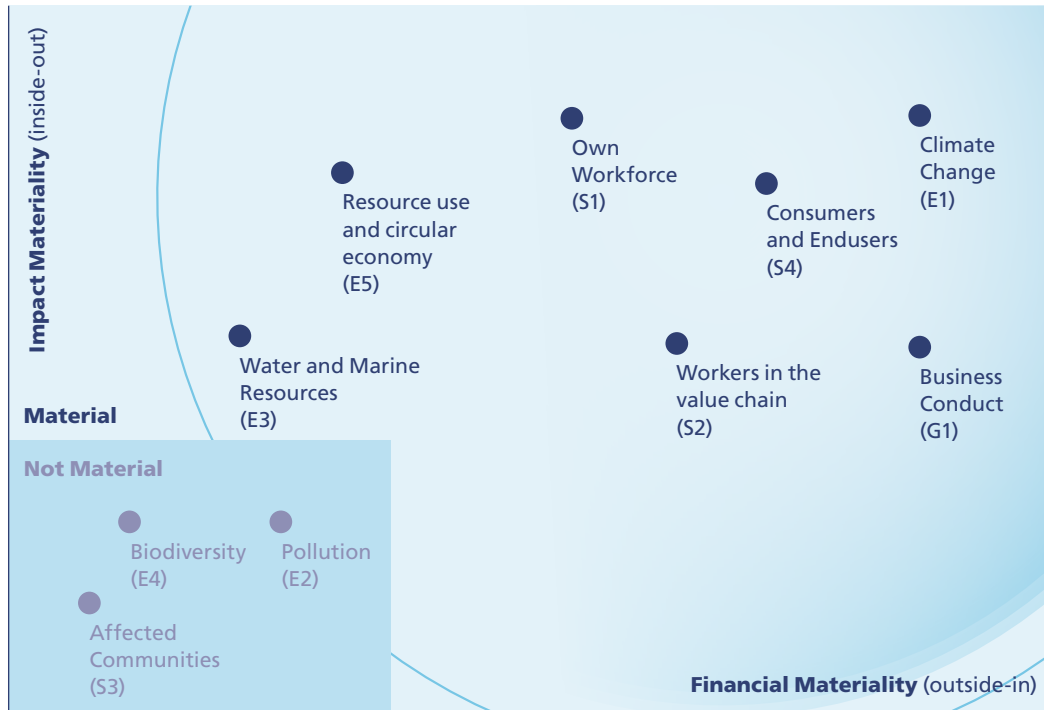 Impact Materiality (inside-out)
Own
Workforce
(S1)
Climate
Change
(E1)
Resource use
and circular
economy
(E5)
Consumers
and Endusers
(S4)
Water and Marine
Resources
(E3)
Workers in the
value chain
(S2)
Business
Conduct
(G1)
Material
Not Material
Biodiversity
(E4)
Pollution
(E2)
Affected
Communities
(S3)
Financial Materiality (outside-in)